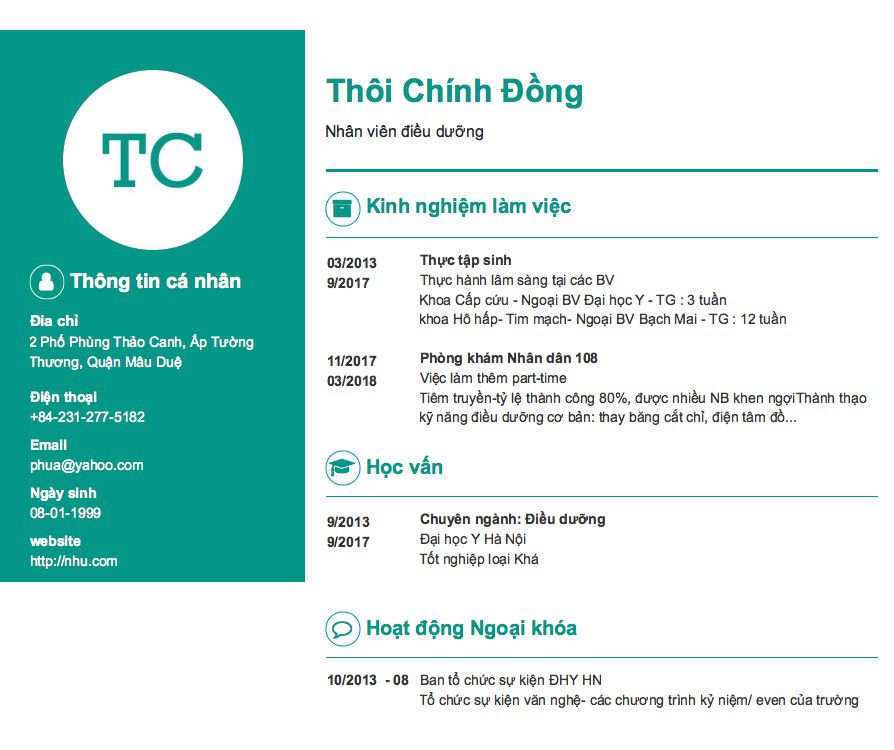 TC
Thông tin cá nhân
Địa chỉ
2 Phố Phùng Thảo Canh, Ấp Tường
Thương, Quận Mâu Duệ
Điện thoại
+84-231-277-5182
Email
phua@yahoo.com
Ngày sinh
08-01-1999
website
http://nhu.com
Thôi Chính Đồng
Nhân viên điều dưỡng
Kinh nghiệm làm việc
03/2013 Thực tập sinh
9/2017 Thực hành lâm sàng tại các BV
Khoa Cấp cứu - Ngoại BV Đại học Y - TG : 3 tuần
khoa Hô hấp- Tim mạch- Ngoại BV Bạch Mai - TG : 12 tuần
11/2017 Phòng khám Nhân dân 108
03/2018 Việc làm thêm part-time
Tiêm truyền-tỷ lệ thành công 80%, được nhiều NB khen ngợiThành thạo
kỹ năng điều dưỡng cơ bản: thay băng cắt chỉ, điện tâm đồ...
Học vấn
9/2013 Chuyên ngành: Điều dưỡng
9/2017 Đại học Y Hà Nội
Tốt nghiệp loại Khá
Hoạt động Ngoại khóa
10/2013 - 08 Ban tổ chức sự kiện ĐHY HN
Tổ chức sự kiện văn nghệ- các chương trình kỷ niệm/ even của trường